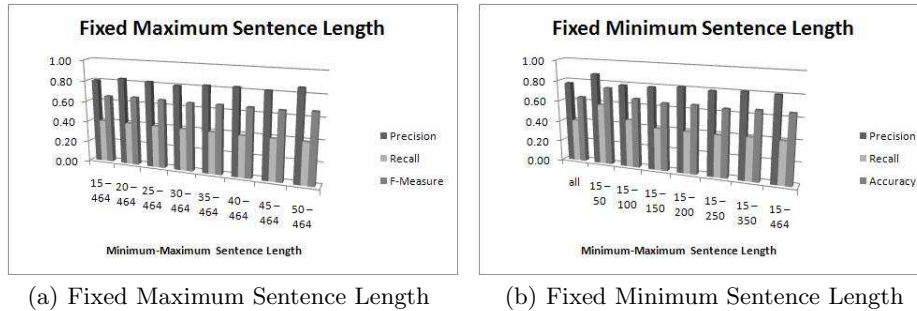 Fixed Maximum Sentence Length
1.00
0.80
0.60
0.40
0.20
0.00
Precision
Recall
F-Measure
15 – 464
20 – 464
25 – 464
30 – 464
35 – 464
40 – 464
45 – 464
50 – 464
Minimum-Maximum Sentence Length
(a) Fixed Maximum Sentence Length
Fixed Minimum Sentence Length
1.00
0.80
0.60
0.40
0.20
0.00
Precision
Recall
Accuracy
all
15 – 50
15 – 100
15 – 150
15 – 200
15 – 250
15 – 350
15 – 464
Minimum-Maximum Sentence Length
(b) Fixed Minimum Sentence Length